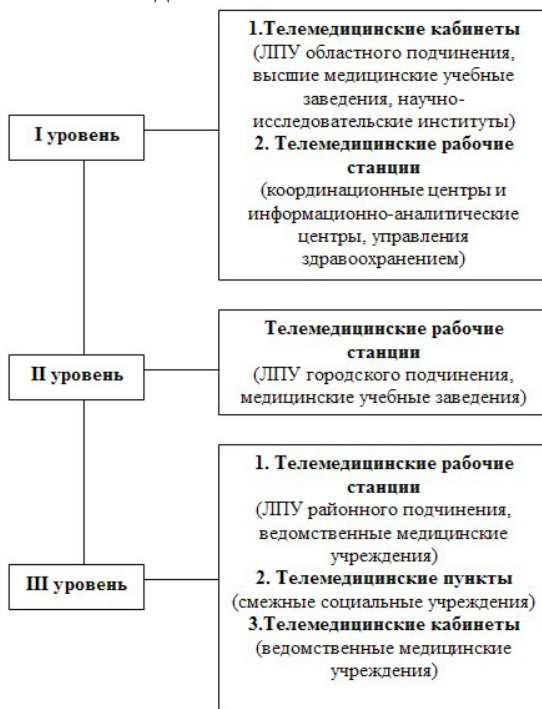 1.Телемедицинские кабинеты
(ЛПУ областного подчинения,
высшие медицинские учебные
заведения, научно-
исследовательские институты)
2. Телемедицинские рабочие
станции
(координационные центры и
информационно-аналитические
центры, управления
здравоохранением)
I уровень
Телемедицинские рабочие
станции
(ЛПУ городского подчинения,
медицинские учебные заведения)
II уровень
1. Телемедицинские рабочие
станции
(ЛПУ районного подчинения,
ведомственные медицинские
учреждения)
2. Телемедицинские пункты
(смежные социальные учреждения)
3.Телемедицинские кабинеты
(ведомственные медицинские
учреждения)
III уровень